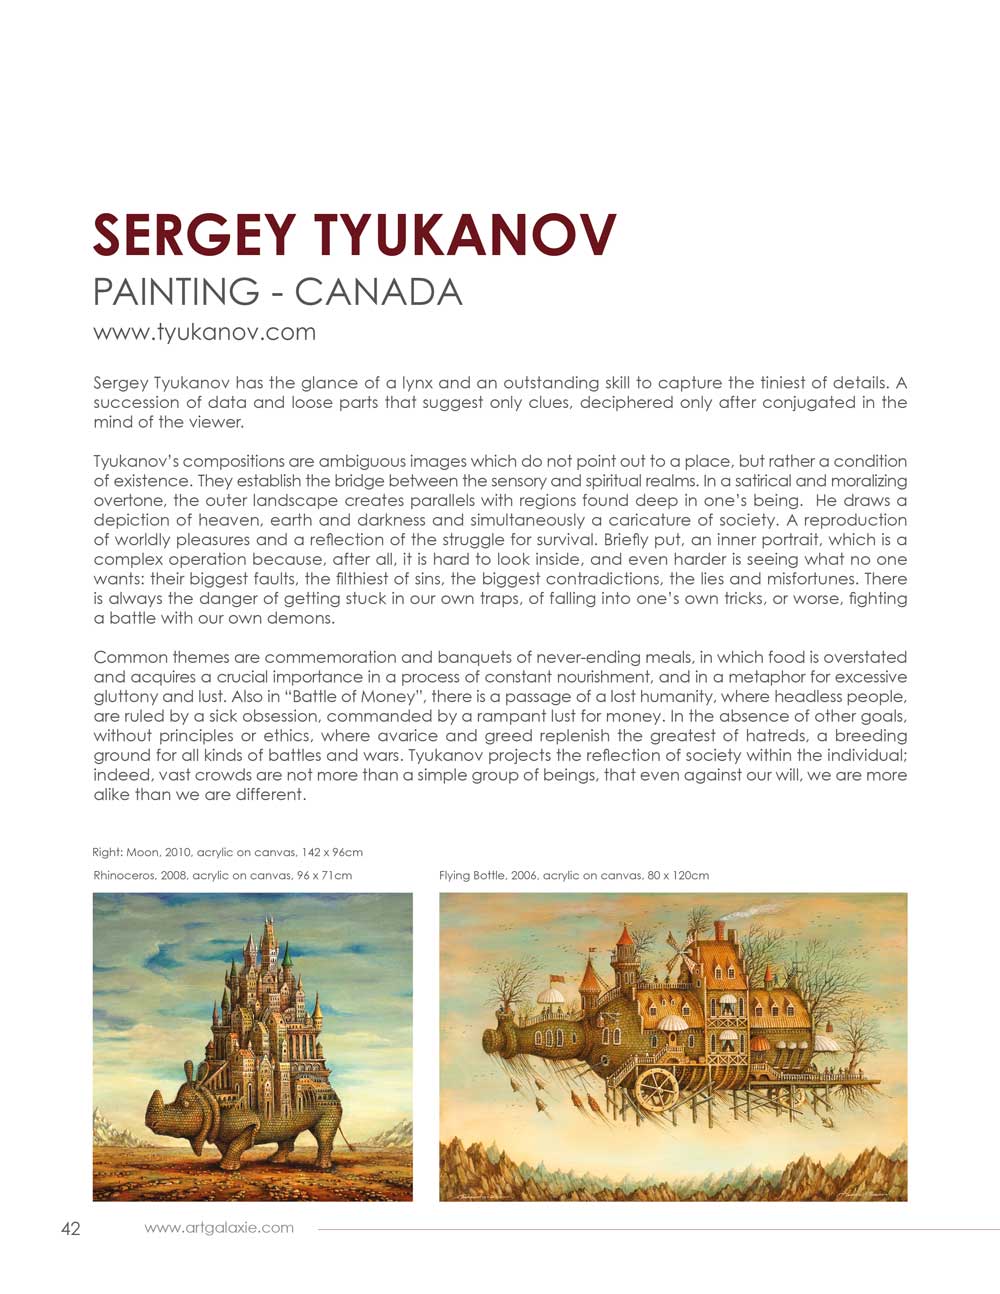 SERGEY TYUKANOV
PAINTING - CANADA
www.tyukanov.com
Sergey Tyukanov has the glance of a lynx and an outstanding skill to capture the tiniest of details. A
succession of data and loose parts that suggest only clues, deciphered only after conjugated in the
mind of the viewer.
Tyukanov’s compositions are ambiguous images which do not point out to a place, but rather a condition
of existence. They establish the bridge between the sensory and spiritual realms. In a satirical and moralizing
overtone, the outer landscape creates parallels with regions found deep in one’s being. He draws a
depiction of heaven, earth and darkness and simultaneously a caricature of society. A reproduction
of worldly pleasures and a reflection of the struggle for survival. Briefly put, an inner portrait, which is a
complex operation because, after all, it is hard to look inside, and even harder is seeing what no one
wants: their biggest faults, the filthiest of sins, the biggest contradictions, the lies and misfortunes. There
is always the danger of getting stuck in our own traps, of falling into one’s own tricks, or worse, fighting
a battle with our own demons.
Common themes are commemoration and banquets of never-ending meals, in which food is overstated
and acquires a crucial importance in a process of constant nourishment, and in a metaphor for excessive
gluttony and lust. Also in “Battle of Money”, there is a passage of a lost humanity, where headless people,
are ruled by a sick obsession, commanded by a rampant lust for money. In the absence of other goals,
without principles or ethics, where avarice and greed replenish the greatest of hatreds, a breeding
ground for all kinds of battles and wars. Tyukanov projects the reflection of society within the individual;
indeed, vast crowds are not more than a simple group of beings, that even against our will, we are more
alike than we are different.
Right: Moon, 2010, acrylic on canvas, 142 x 96cm
Rhinoceros, 2008, acrylic on canvas, 96 x 71cm
Flying Bottle, 2006, acrylic on canvas, 80 x 120cm
42
www.artgalaxie.com